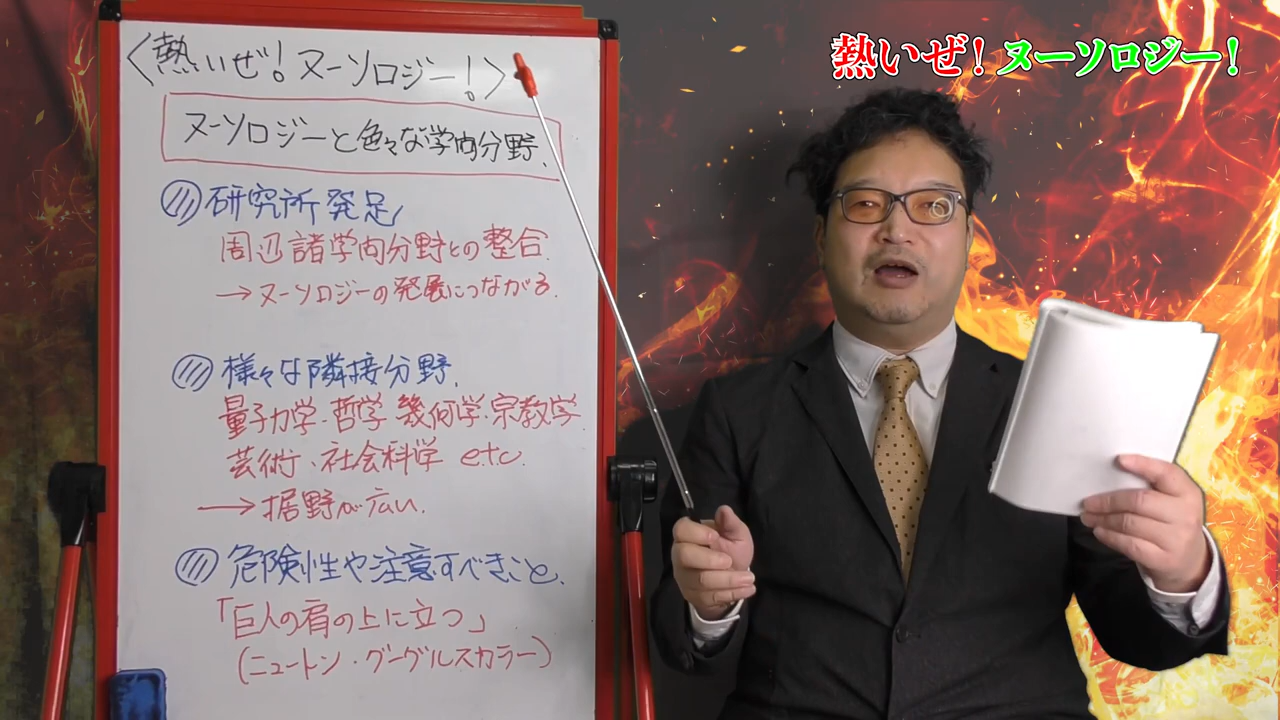 熱いぜ！ヌーソロジー！
〈熱いぜ！ヌーソロジー！〉
ヌーソロジーと色々な学問分野.
研究所発足
周辺諸学問分野との整合.
→ヌーソロジーの発展につながる.
様々な隣接分野.
量子力学・哲学・幾何学・宗教学.
芸術、社会科学 e.t.c.
→裾野が広い.
危険性や注意すべきこと.
「巨人の肩の上に立つ」
(ニュートン・グーグルスカラー)